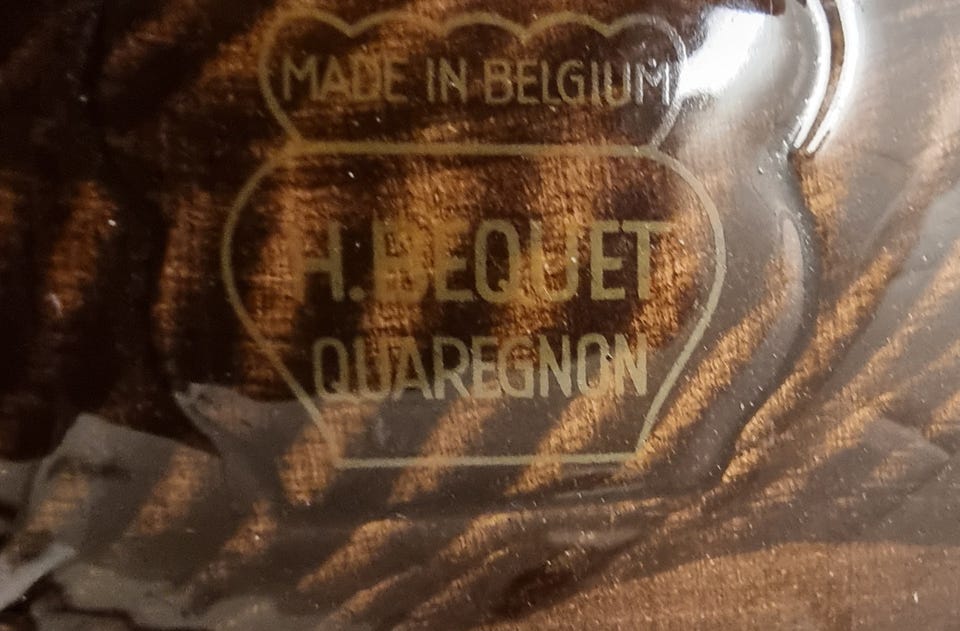 MADE IN BELGIUM
H. BEQUET
QUAREGNON